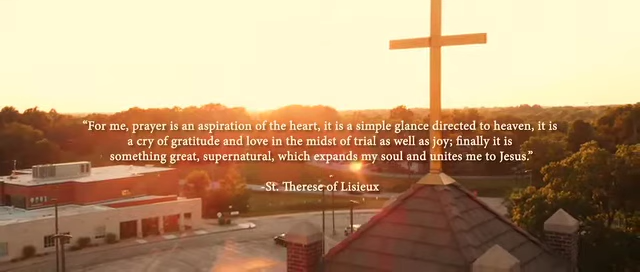 “For me, prayer is an aspiration of the heart, it is a simple glance directed to heaven, it is
a cry of gratitude and love in the midst of trial as well as joy; finally it is
something great, supernatural, which expands my soul and unites me to Jesus.”
-St. Therese of Lisieux